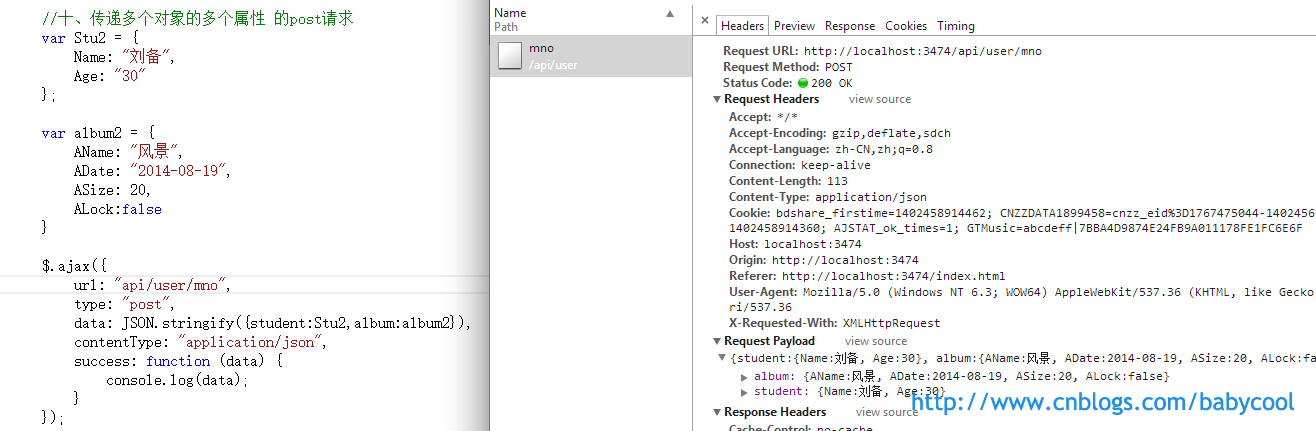 //十、传递多个对象的多个属性 的post请求
var Stu2 = {
Name: "刘备",
Age: "30"
};
var album2 = {
AName: "风景",
ADate: "2014-08-19",
ASize: 20,
ALock:false
}
$.ajax({
url: "api/user/mno",
type: "post",
data: JSON.stringify({student:Stu2,album:album2}),
contentType: "application/json",
success: function (data) {
console.log(data);
}
});
Name
Path
mno
/api/user
× Headers Preview Response Cookies Timing
Request URL: http://localhost:3474/api/user/mno
Request Method: POST
Status Code: 200 OK
Request Headers view source
Accept: */*
Accept-Encoding: gzip,deflate,sdch
Accept-Language: zh-CN,zh;q=0.8
Connection: keep-alive
Content-Length: 113
Content-Type: application/json
Cookie: bdshare_firstime=1402458914462; CNZZDATA1899458=cnzz_eid%3D1767475044-1402456
1402458914360; AJSTAT_ok_times=1; GTMusic=abcdeff|7BBA4D9874E24FB9A011178FE1FC6E6F
Host: localhost:3474
Origin: http://localhost:3474
Referer: http://localhost:3474/index.html
User-Agent: Mozilla/5.0 (Windows NT 6.3; WOW64) AppleWebKit/537.36 (KHTML, like Gecko
ri/537.36
X-Requested-With: XMLHttpRequest
Request Payload view source
{student:{Name:刘备, Age:30}, album:{AName:风景, ADate:2014-08-19, ASize:20, ALock:fa
album: {AName:风景, ADate:2014-08-19, ASize:20, ALock:false}
student: {Name:刘备, Age:30}
http://www.cnblogs.com/babycool
Response Headers view source
Cache-Control: no-cache